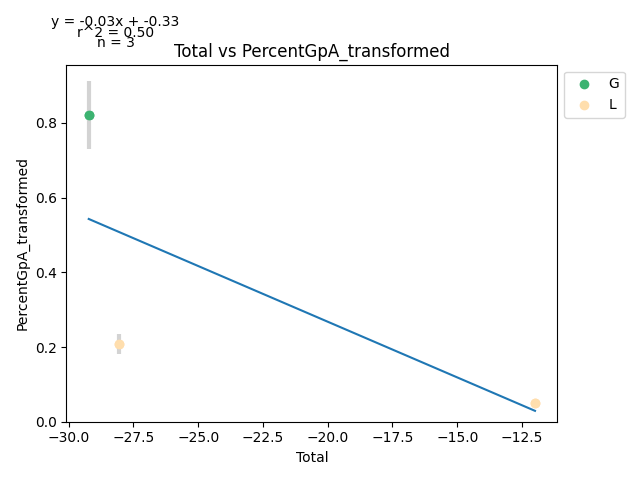 y = -0.03x + -0.33
r^2 = 0.50
n = 3
Total vs PercentGpA_transformed
G
L
PercentGpA_transformed
0.8
0.6
0.4
0.2
0.0
−30.0 −27.5 −25.0 −22.5 −20.0 −17.5 −15.0 −12.5
Total